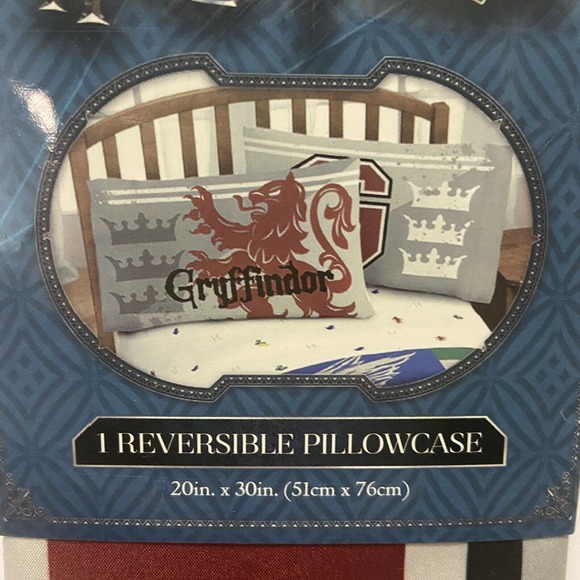 Gryffindor
G
1 REVERSIBLE PILLOWCASE
20in. x 30in. (51cm x 76cm)